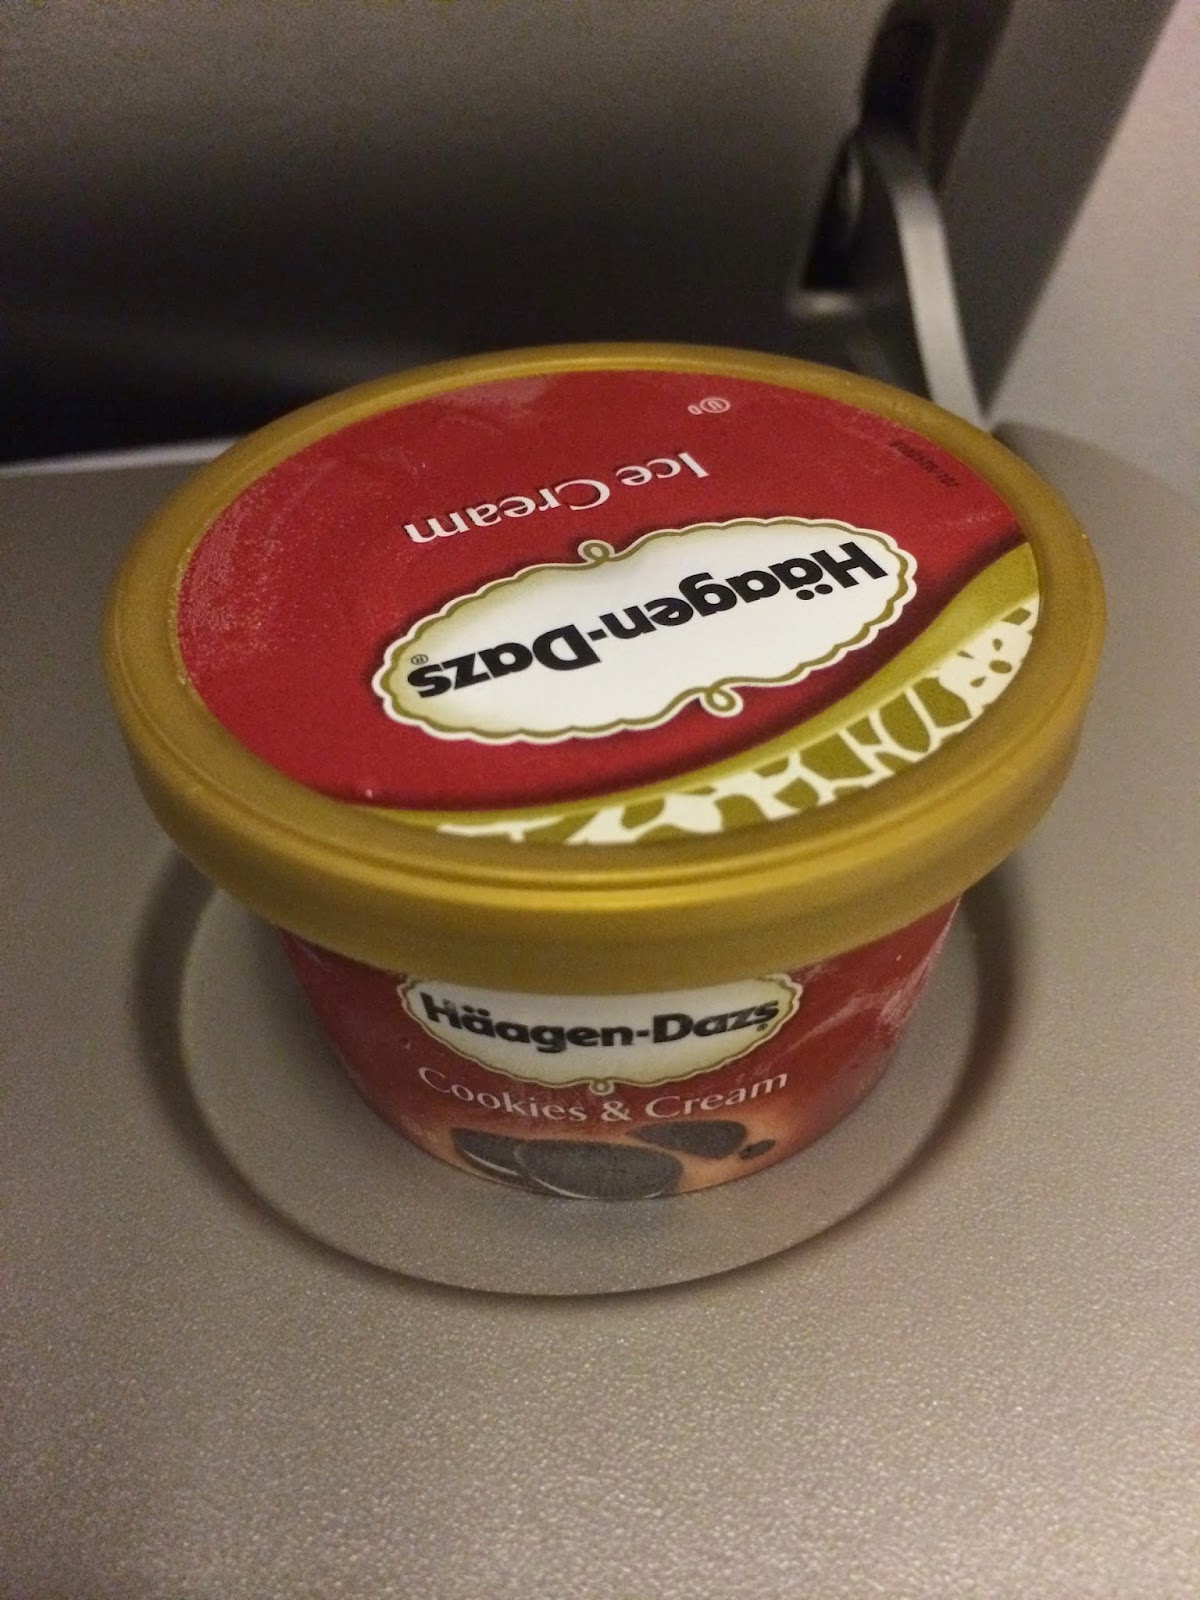 Häagen-Dazs®
Ice Cream
Ⓤ D
Häagen-Dazs
Cookies & Cream